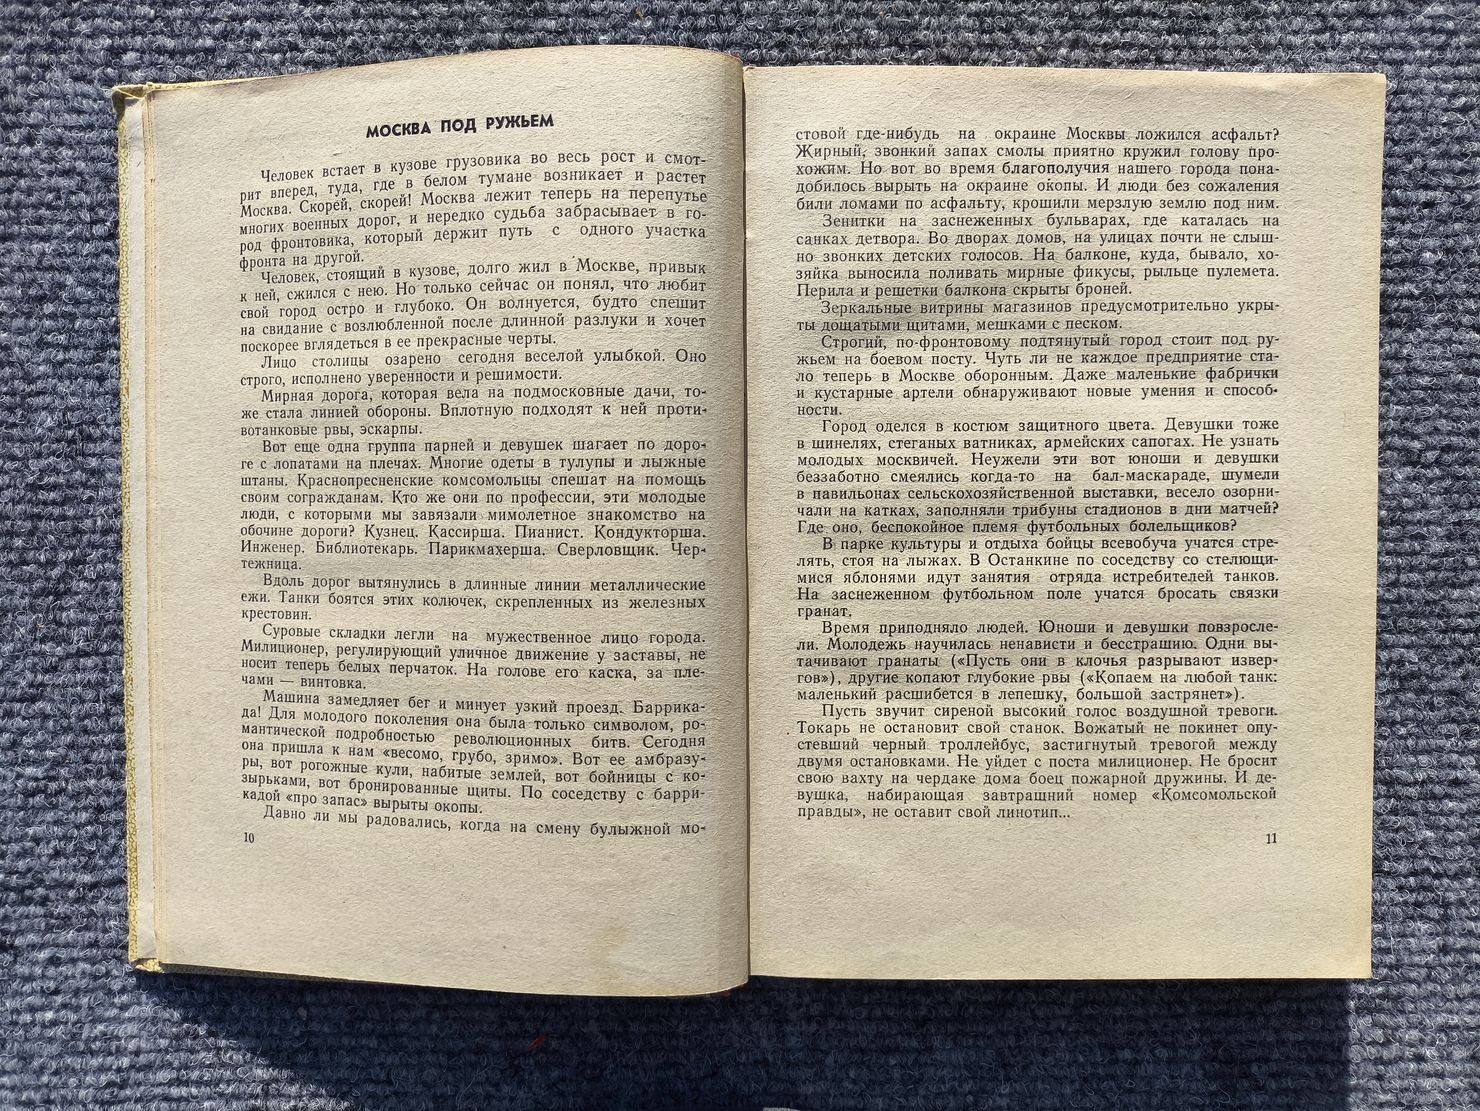 МОСКВА ПОД РУЖЬЕМ
Человек встает в кузове грузовика во весь рост и смот-
рит вперед, туда, где в белом тумане возникает и растет
Москва. Скорей, скорей! Москва лежит теперь на перепутье
многих военных дорог, и нередко судьба забрасывает в го-
род фронтовика, который держит путь с одного участка
фронта на другой.
Человек, стоящий в кузове, долго жил в Москве, привык
к ней, сжился с нею. Но только сейчас он понял, что любит
свой город остро и глубоко. Он волнуется, будто спешит
на свидание с возлюбленной после длинной разлуки и хочет
поскорее вглядеться в ее прекрасные черты.
Лицо столицы озарено сегодня веселой улыбкой. Оно
строго, исполнено уверенности и решимости.
Мирная дорога, которая вела на подмосковные дачи, то-
же стала линией обороны. Вплотную подходят к ней проти-
вотанковые рвы, эскарпы.
Вот еще одна группа парней и девушек шагает по доро-
ге с лопатами на плечах. Многие одеты в тулупы и лыжные
штаны. Краснопресненские комсомольцы спешат на помощь
своим согражданам. Кто же они по профессии, эти молодые
люди, с которыми мы завязали мимолетное знакомство на
обочине дороги? Кузнец. Кассирша. Пианист. Кондукторша.
Инженер. Библиотекарь. Парикмахерша. Сверловщик. Чер-
тежница.
Вдоль дорог вытянулись в длинные линии металлические
ежи. Танки боятся этих колючек, скрепленных из железных
крестовин.
Суровые складки легли на мужественное лицо города.
Милиционер, регулирующий уличное движение у заставы, не
носит теперь белых перчаток. На голове его каска, за пле-
чами — винтовка.
Машина замедляет бег и минует узкий проезд. Баррика-
да! Для молодого поколения она была только символом, ро-
мантической подробностью революционных битв. Сегодня
она пришла к нам «весомо, грубо, зримо». Вот ее амбразу-
ры, вот рогожные кули, набитые землей, вот бойницы с ко-
зырьками, вот бронированные щиты. По соседству с барри-
кадой «про запас» вырыты окопы.
Давно ли мы радовались, когда на смену булыжной мо-
10
стовой где-нибудь на окраине Москвы ложился асфальт?
Жирный, звонкий запах смолы приятно кружил голову про-
хожим. Но вот во время благополучия нашего города пона-
добилось вырыть на окраине окопы. И люди без сожаления
били ломами по асфальту, крошили мерзлую землю под ним.
Зенитки на заснеженных бульварах, где каталась на
санках детвора. Во дворах домов, на улицах почти не слыш-
но звонких детских голосов. На балконе, куда, бывало, хо-
зяйка выносила поливать мирные фикусы, рыльце пулемета.
Перила и решетки балкона скрыты броней.
Зеркальные витрины магазинов предусмотрительно укры-
ты дощатыми щитами, мешками с песком.
Строгий, по-фронтовому подтянутый город стоит под ру-
жьем на боевом посту. Чуть ли не каждое предприятие ста-
ло теперь в Москве оборонным. Даже маленькие фабрички
и кустарные артели обнаруживают новые умения и способ-
ности.
Город оделся в костюм защитного цвета. Девушки тоже
в шинелях, стеганых ватниках, армейских сапогах. Не узнать
молодых москвичей. Неужели эти вот юноши и девушки
беззаботно смеялись когда-то на бал-маскараде, шумели
в павильонах сельскохозяйственной выставки, весело озорни-
чали на катках, заполняли трибуны стадионов в дни матчей?
Где оно, беспокойное племя футбольных болельщиков?
В парке культуры и отдыха бойцы всевобуча учатся стре-
лять, стоя на лыжах. В Останкине по соседству со стелющи-
мися яблонями идут занятия отряда истребителей танков.
На заснеженном футбольном поле учатся бросать связки
гранат.
Время приподняло людей. Юноши и девушки повзросле-
ли. Молодежь научилась ненависти и бесстрашию. Одни вы-
тачивают гранаты («Пусть они в клочья разрывают извер-
гов»), другие копают глубокие рвы («Копаем на любой танк:
маленький расшибется в лепешку, большой застрянет»).
Пусть звучит сиреной высокий голос воздушной тревоги.
Токарь не остановит свой станок. Вожатый не покинет опу-
стевший черный троллейбус, застигнутый тревогой между
двумя остановками. Не уйдет с поста милиционер. Не бросит
свою вахту на чердаке дома боец пожарной дружины. И де-
вушка, набирающая завтрашний номер «Комсомольской
правды», не оставит свой линотип...
11